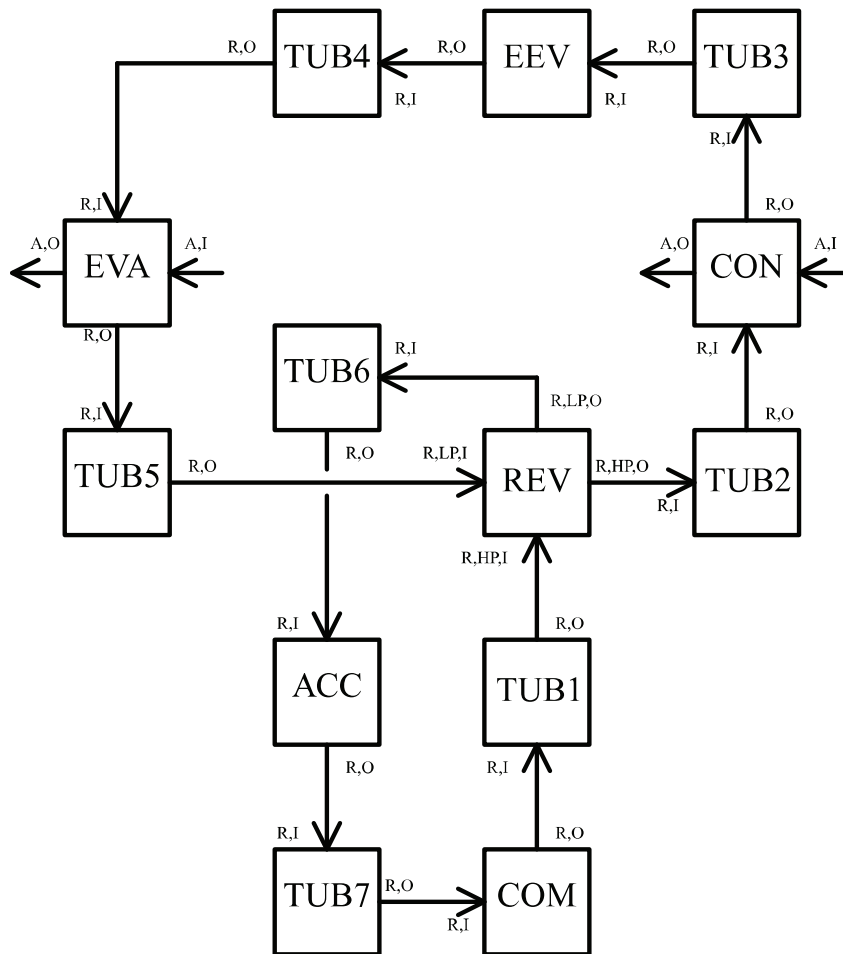 R,O
TUB4
R,O
EEV
R,O
TUB3
R,I
R,I
R,I
R,I
R,O
A,O
EVA
A,I
A,O
CON
A,I
R,O
R,I
TUB6
R,I
R,LP,O
R,I
R,O
TUB5
R,O
R,O
R,LP,I
REV
R,HP,O
TUB2
R,I
R,HP,I
R,I
R,O
ACC
TUB1
R,O
R,I
R,I
R,O
TUB7
R,O
COM
R,I